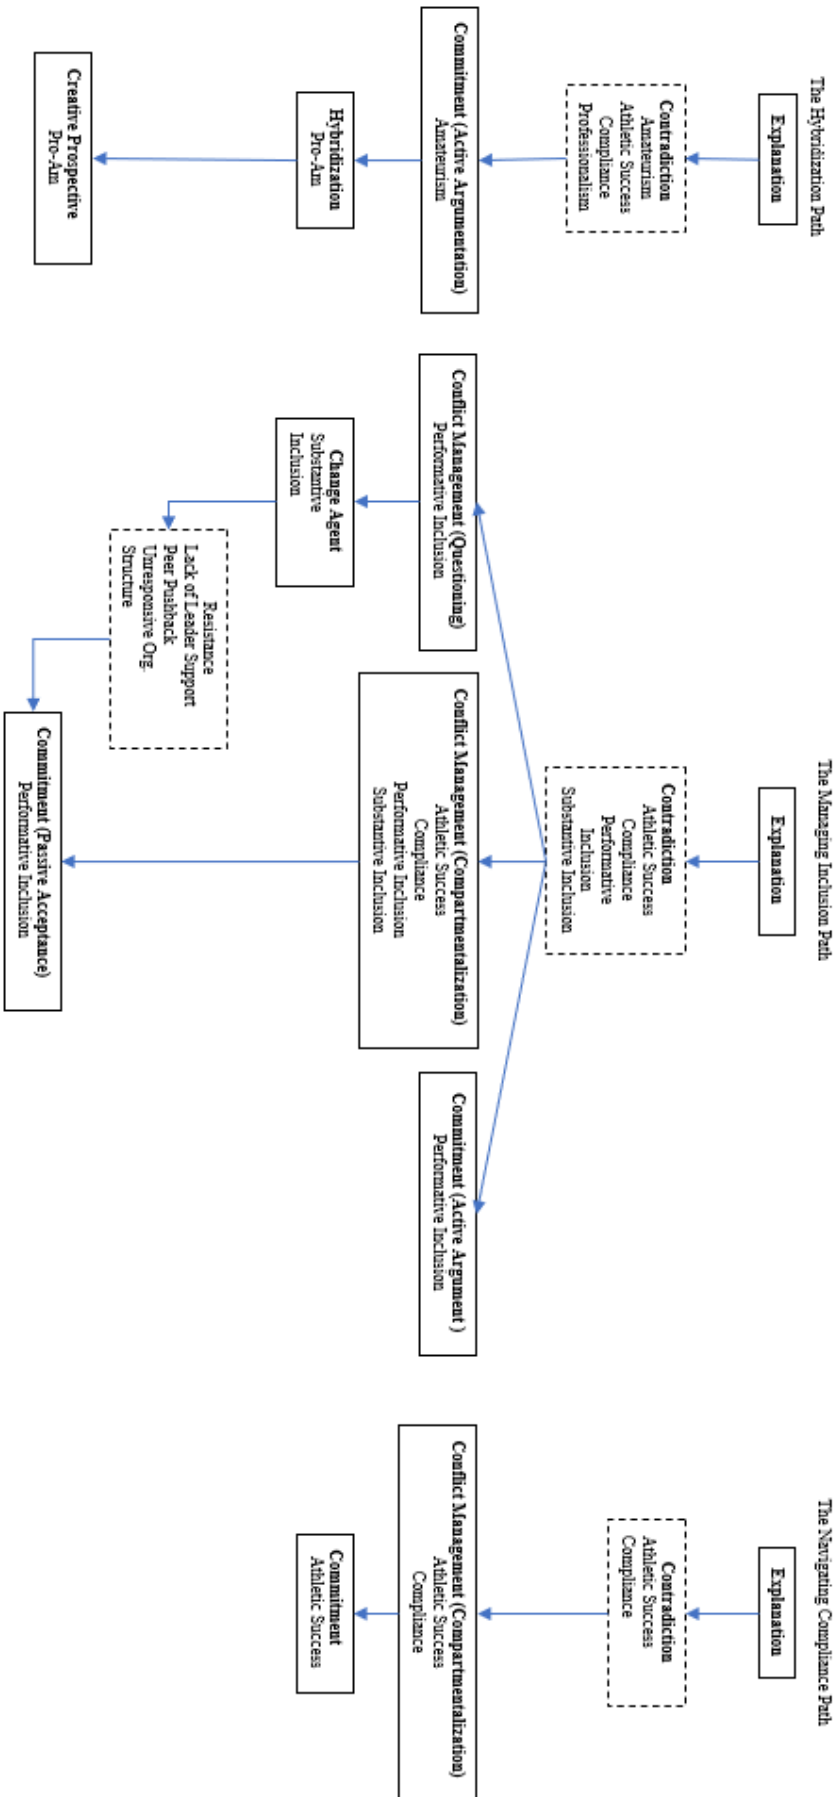 The Hybridization Path
Explanation
Contradiction
Amateurism
Athletic Success
Compliance
Professionalism
Commitment (Active Argumentation)
Amateurism
Hybridization
Pro-Am
Creative Prospective
Pro-Am
The Managing Inclusion Path
Explanation
Contradiction
Athletic Success
Compliance
Performative
Inclusion
Substantive Inclusion
Conflict Management (Questioning)
Performative Inclusion
Change Agent
Substantive
Inclusion
Resistance
Lack of Leader Support
Peer Pushback
Unresponsive Org.
Structure
Conflict Management (Compartmentalization)
Athletic Success
Compliance
Performative Inclusion
Substantive Inclusion
Commitment (Passive Acceptance)
Performative Inclusion
Commitment (Active Argument )
Performative Inclusion
The Navigating Compliance Path
Explanation
Contradiction
Athletic Success
Compliance
Conflict Management (Compartmentalization)
Athletic Success
Compliance
Commitment
Athletic Success